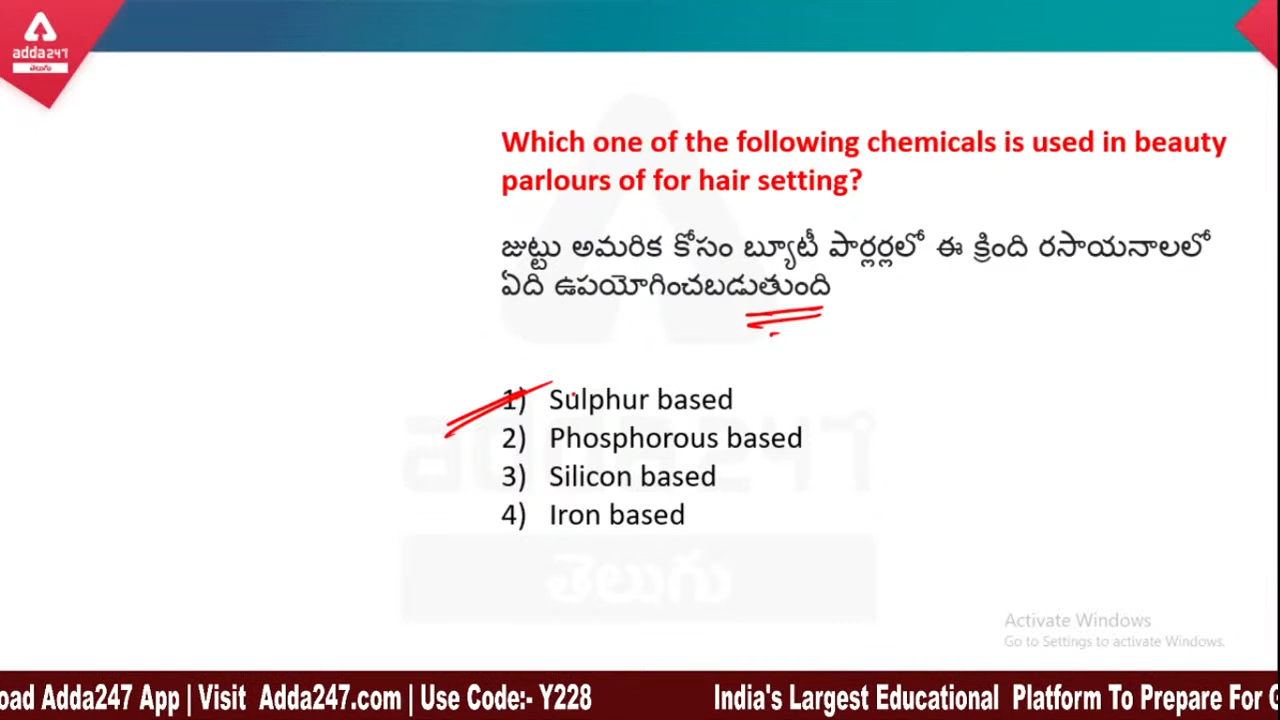 adda247
తెలుగు
Which one of the following chemicals is used in beauty
parlours of for hair setting?
జుట్టు అమరిక కోసం బ్యూటీ పార్లర్లలో ఈ క్రింది రసాయనాలలో
ఏది ఉపయోగించబడుతుంది
1) Sulphur based
2) Phosphorous based
3) Silicon based
4) Iron based
adda247
తెలుగు
Activate Windows
Go to Settings to activate Windows.
oad Adda247 App | Visit Adda247.com | Use Code:- Y228
India's Largest Educational Platform To Prepare For G